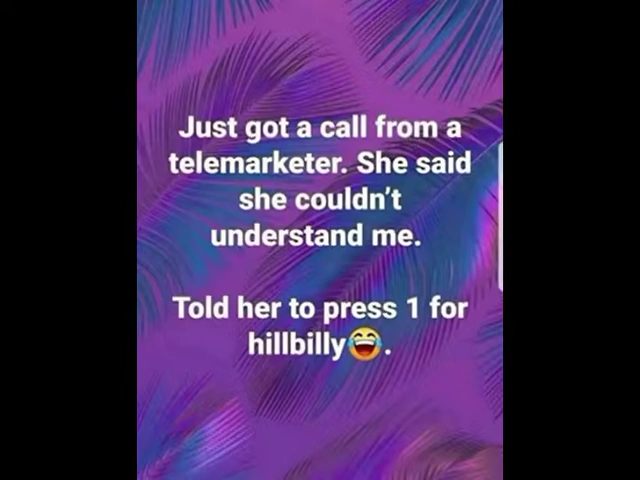 Just got a call from a
telemarketer. She said
she couldn’t
understand me.
Told her to press 1 for
hillbilly😂.